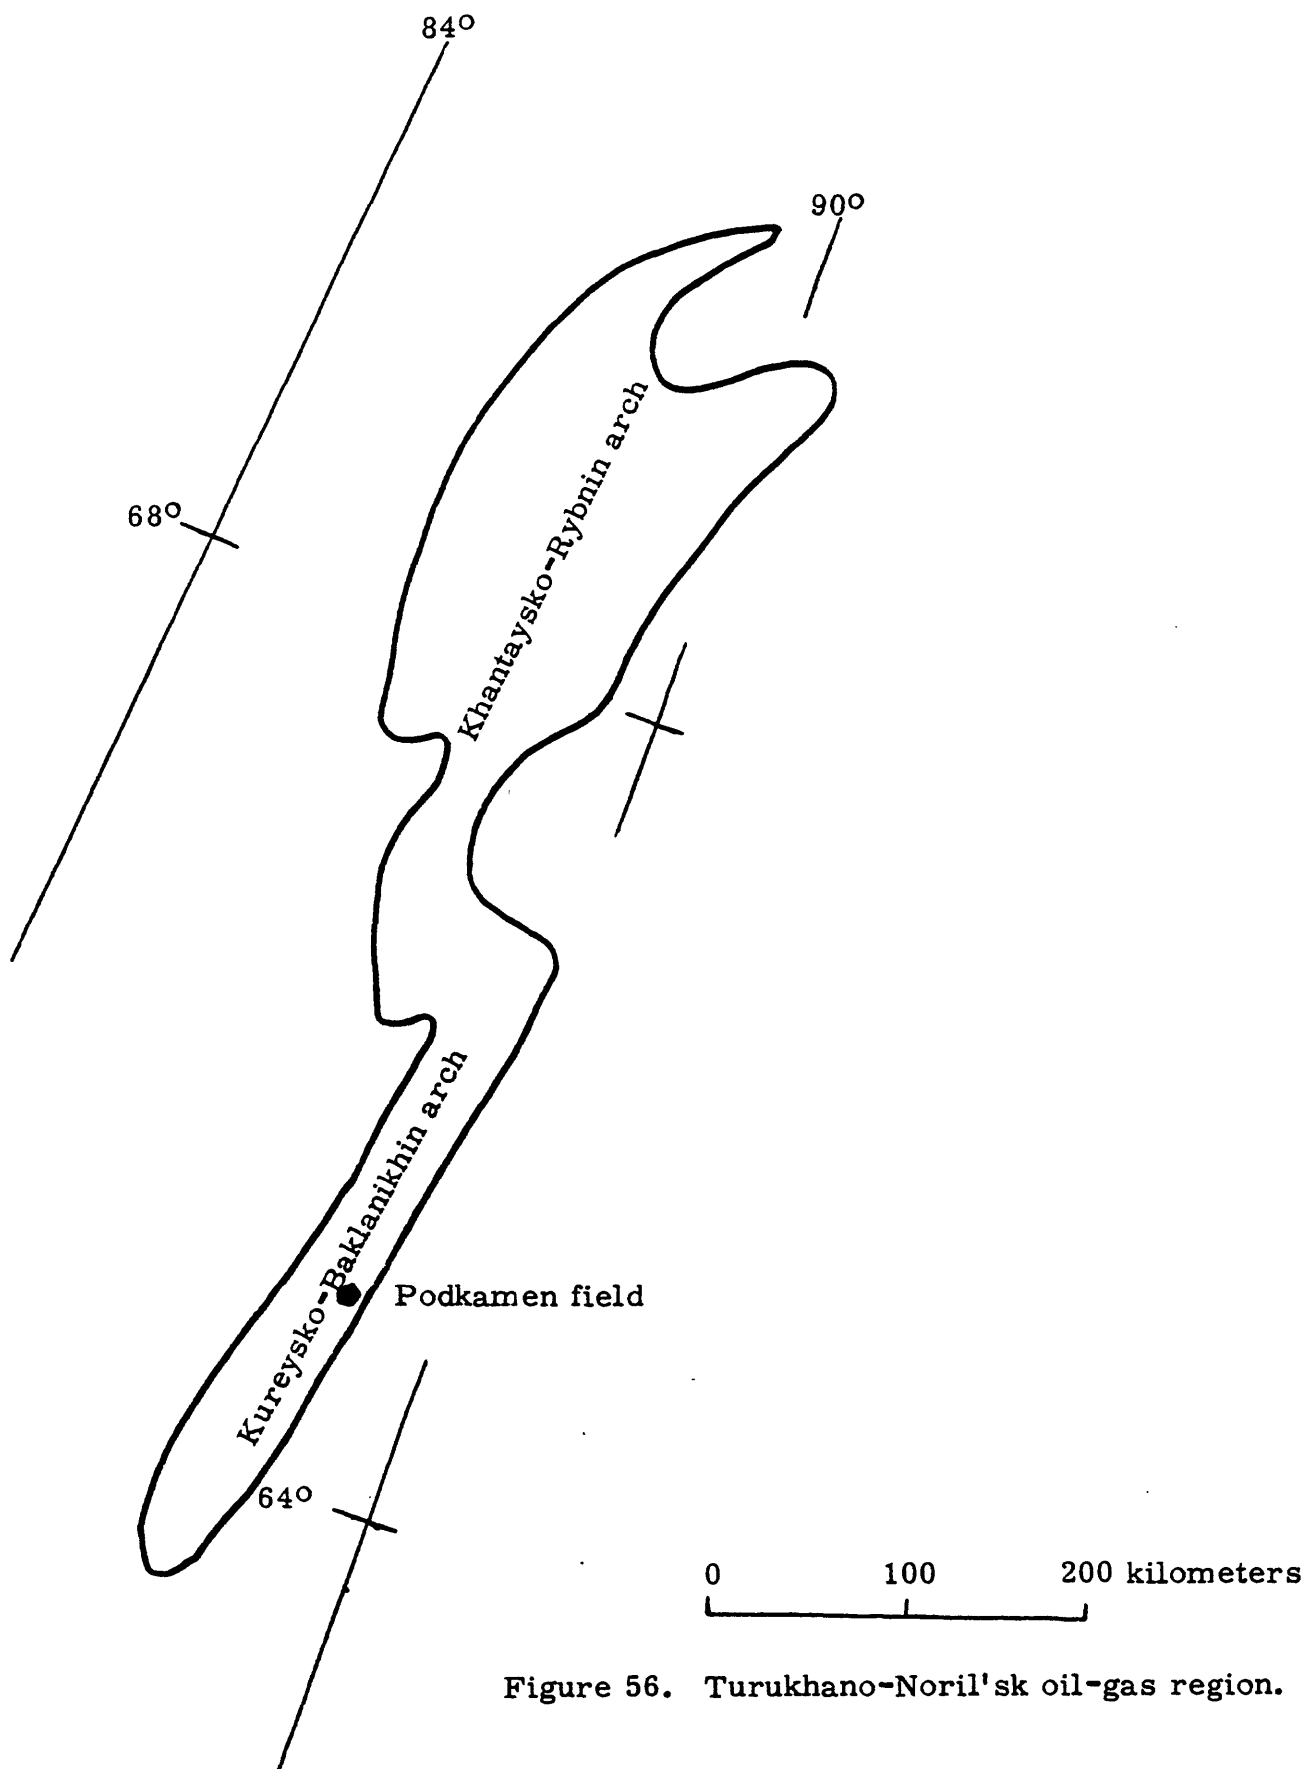 84°
90°
Khantaysko-Rybnin arch
68°
Kureysko-Baklanikhin arch
Podkamen field
64°
0 100 200 kilometers
Figure 56. Turukhano-Noril'sk oil-gas region.